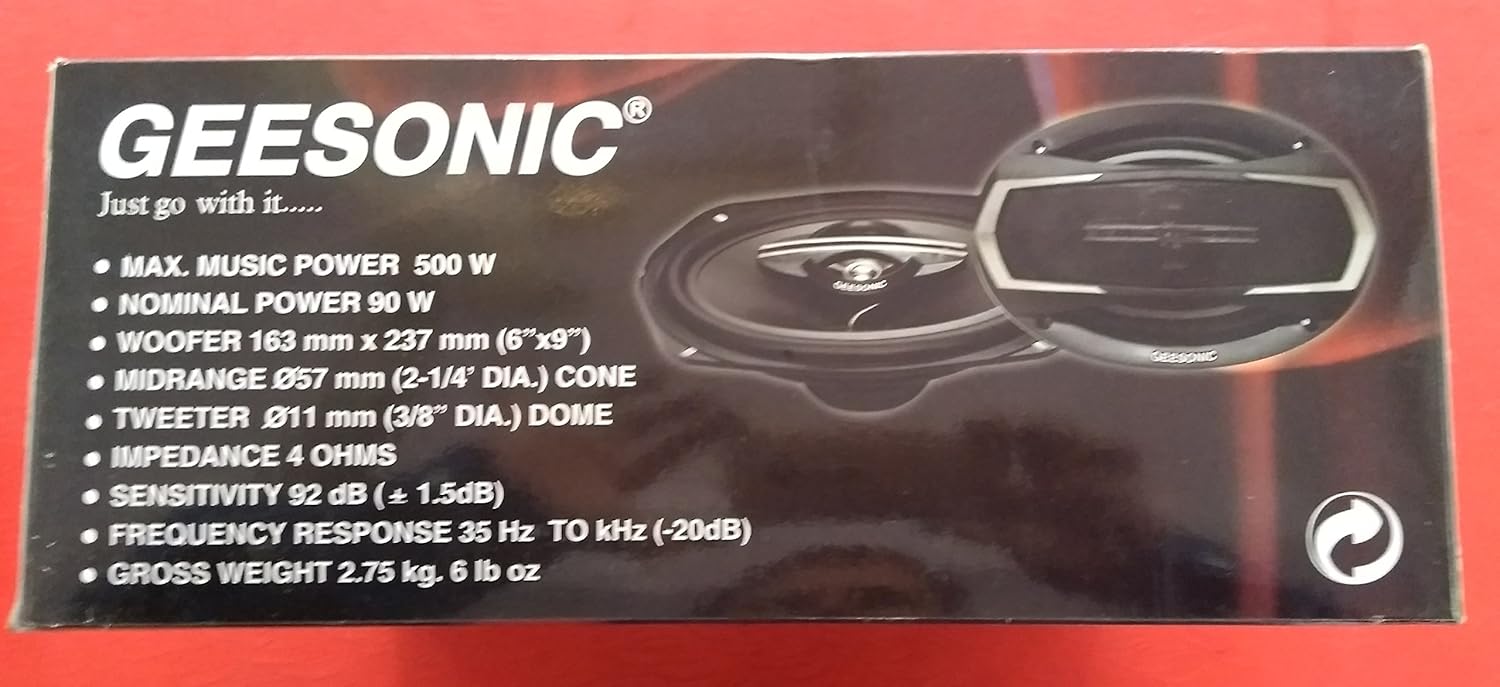 GEESONIC®
Just go with it.....
• MAX. MUSIC POWER 500 W
• NOMINAL POWER 90 W
• WOOFER 163 mm x 237 mm (6”x9”)
• MIDRANGE Ø57 mm (2-1/4' DIA.) CONE
• TWEETER Ø11 mm (3/8” DIA.) DOME
• IMPEDANCE 4 OHMS
• SENSITIVITY 92 dB (± 1.5dB)
• FREQUENCY RESPONSE 35 Hz TO kHz (-20dB)
• GROSS WEIGHT 2.75 kg. 6 lb oz
GEESONIC
GEESONIC